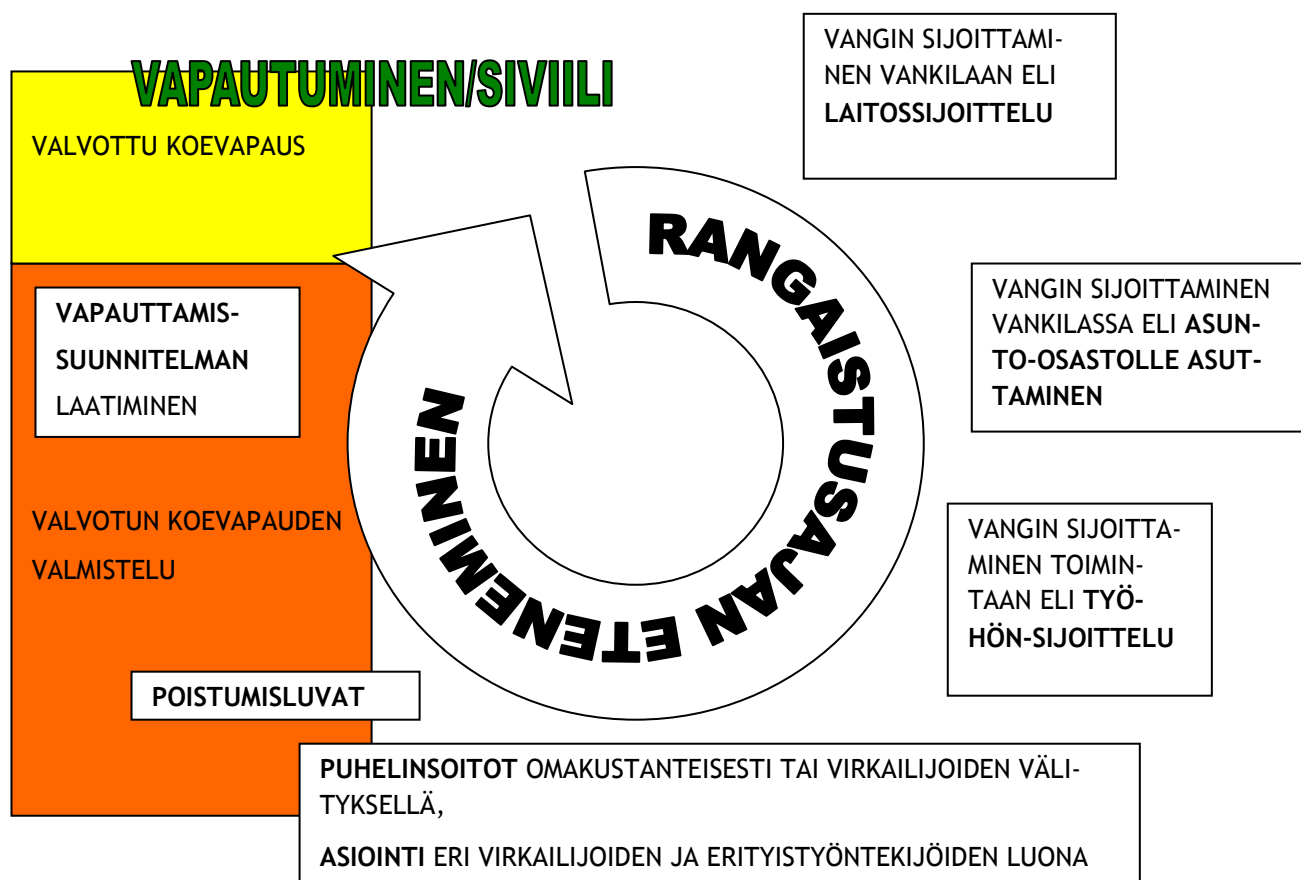 VAPAUTUMINEN/SIVIILI
VALVOTTU KOEVAPAUS
VANGIN SIJOITTAMI-
NEN VANKILAAN ELI
LAITOSSIJOITTELU
RANGAISTUSAJAN ETENEMINEN
VANGIN SIJOITTAMINEN
VANKILASSA ELI ASUN-
TO-OSASTOLLE ASUT-
TAMINEN
VANGIN SIJOITTA-
MINEN TOIMIN-
TAAN ELI TYÖ-
HÖN-SIJOITTELU
VAPAUTTAMIS-
SUUNNITELMAN
LAATIMINEN
VALVOTUN KOEVAPAUDEN
VALMISTELU
POISTUMISLUVAT
PUHELINSOITOT OMAKUSTANTEISESTI TAI VIRKAILIJOIDEN VÄLI-
TYKSELLÄ,
ASIOINTI ERI VIRKAILIJOIDEN JA ERITYISTYÖNTEKIJÖIDEN LUONA